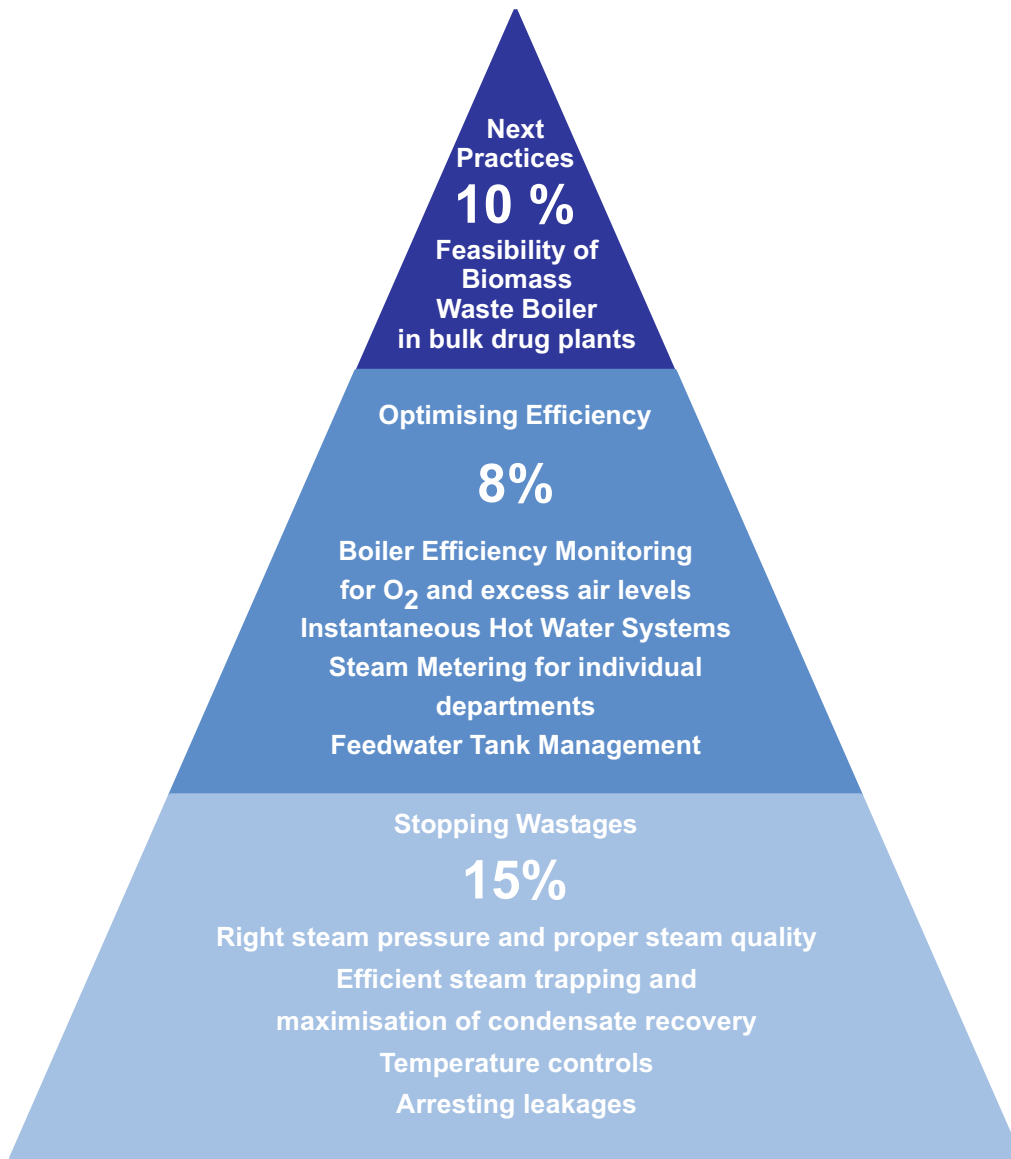 Next
Practices
10 %
Feasibility of
Biomass
Waste Boiler
in bulk drug plants
Optimising Efficiency
8%
Boiler Efficiency Monitoring
for O2 and excess air levels
Instantaneous Hot Water Systems
Steam Metering for individual
departments
Feedwater Tank Management
Stopping Wastages
15%
Right steam pressure and proper steam quality
Efficient steam trapping and
maximisation of condensate recovery
Temperature controls
Arresting leakages